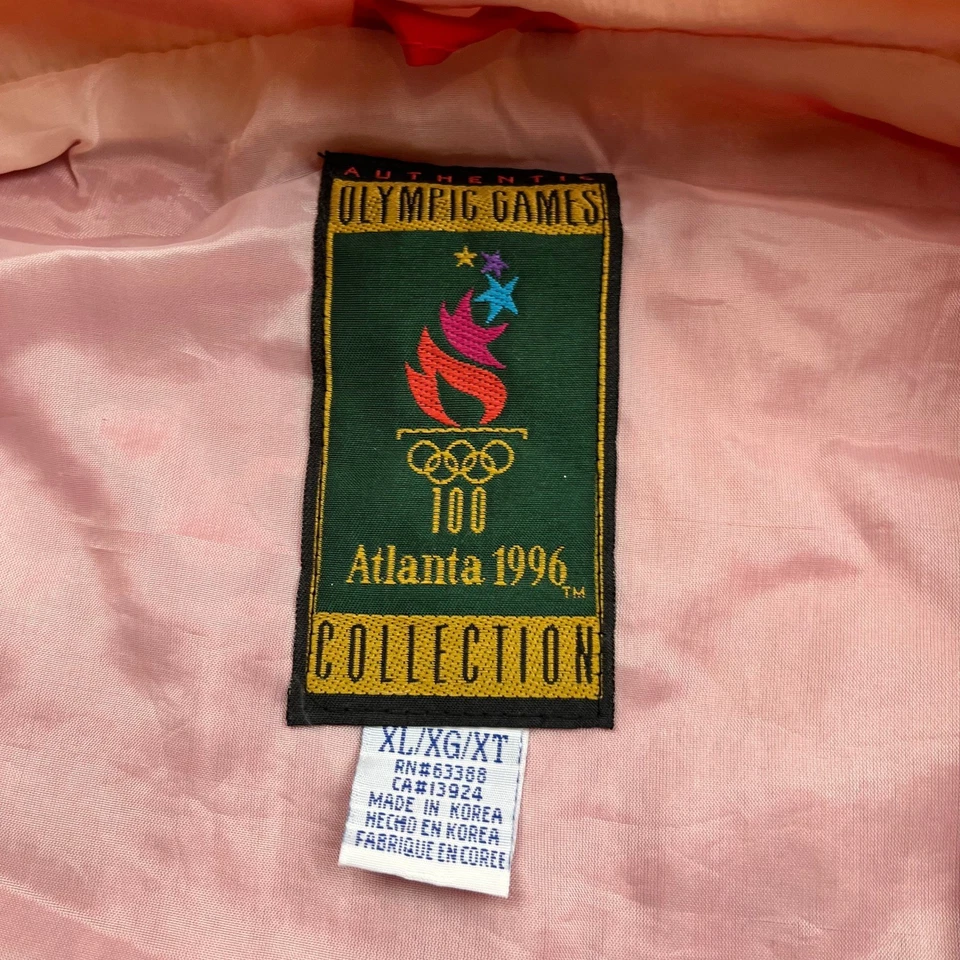 AUTHENTIC
OLYMPIC GAMES
100
Atlanta 1996
TM
COLLECTION
XL/XG/XT
RN#63388
CA#13924
MADE IN KOREA
HECHO EN KOREA
FABRIQUE EN COREE